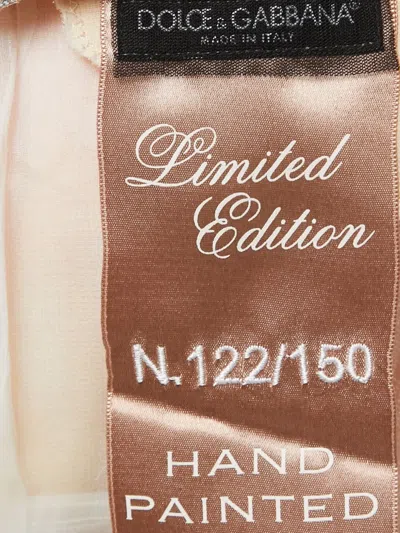 DOLCE & GABBANA®
MADE IN ITALY
Limited
Edition
N.122/150
HAND
PAINTED